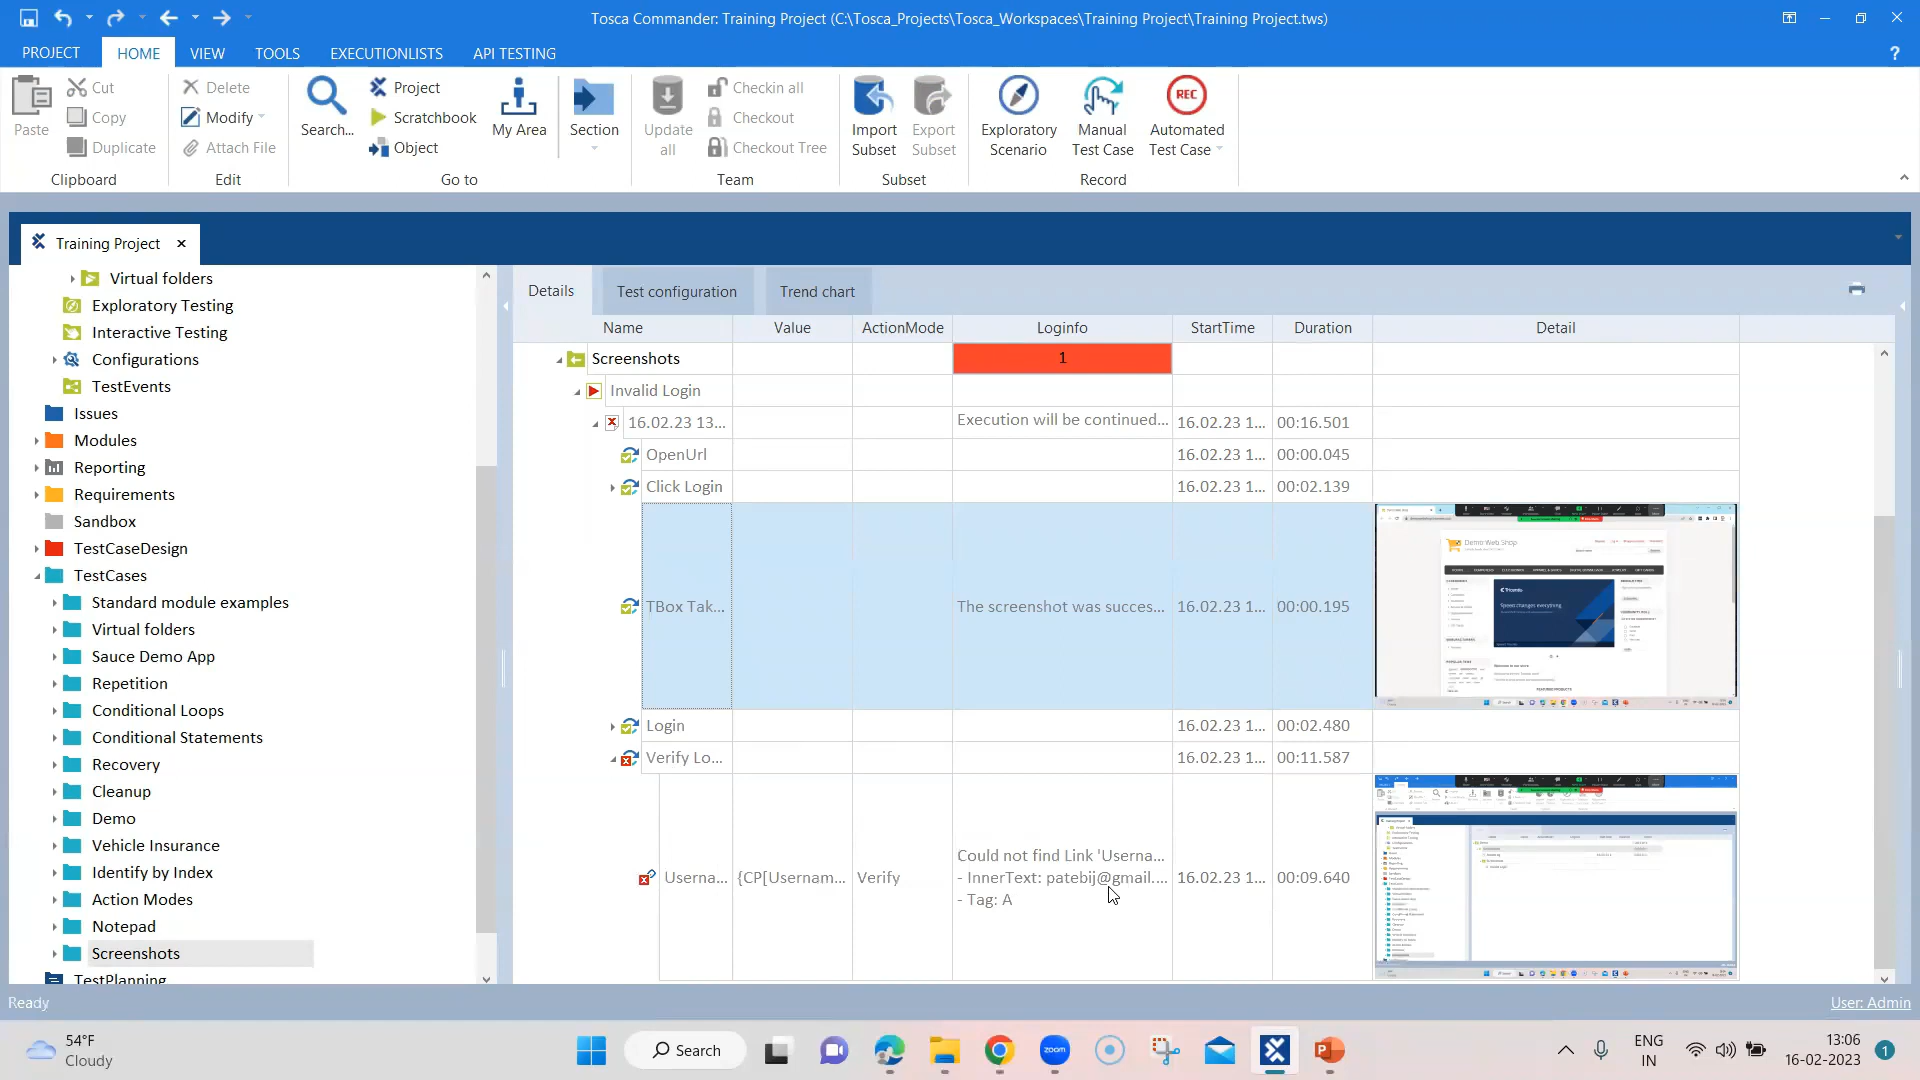 Tosca Commander: Training Project (C:\Tosca_Projects\Tosca_Workspaces\Training Project\Training Project.tws)
PROJECT HOME VIEW TOOLS EXECUTIONLISTS API TESTING ?
Paste Cut Copy Duplicate Clipboard
Delete Modify Attach File Edit
Search... Project Scratchbook Object My Area Section Go to
Update all Checkin all Checkout Checkout Tree Team
Import Subset Export Subset Subset
Exploratory Scenario Manual Test Case REC Automated Test Case Record
Training Project
Virtual folders
Exploratory Testing
Interactive Testing
Configurations
TestEvents
Issues
Modules
Reporting
Requirements
Sandbox
TestCaseDesign
TestCases
Standard module examples
Virtual folders
Sauce Demo App
Repetition
Conditional Loops
Conditional Statements
Recovery
Cleanup
Demo
Vehicle Insurance
Identify by Index
Action Modes
Notepad
Screenshots
TestPlanning
Details Test configuration Trend chart
Name Value ActionMode Loginfo StartTime Duration Detail
Screenshots 1
Invalid Login
16.02.23 13... Execution will be continued... 16.02.23 1... 00:16.501
OpenUrl 16.02.23 1... 00:00.045
Click Login 16.02.23 1... 00:02.139
TBox Tak... The screenshot was succes... 16.02.23 1... 00:00.195
Demo Web Shop
Tricentis
Speed changes everything
Login 16.02.23 1... 00:02.480
Verify Lo... 16.02.23 1... 00:11.587
Userna... {CP[Usernam... Verify Could not find Link 'Userna... 16.02.23 1... 00:09.640
- InnerText: patebij@gmail....
- Tag: A
Ready User: Admin
54°F
Cloudy
Search
zoom
ENG
IN
13:06
16-02-2023
1